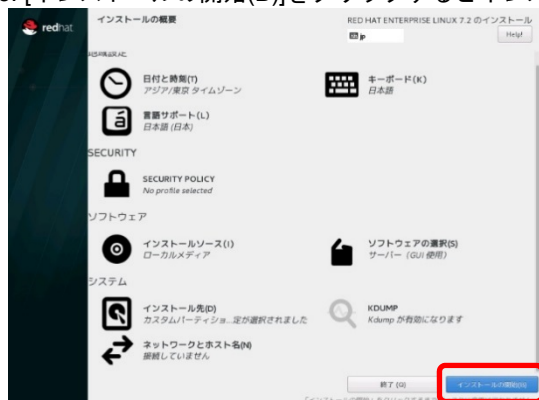 [インストールの開始(B)]をクリックするとイン
redhat
インストールの概要
RED HAT ENTERPRISE LINUX 7.2 のインストール
jp
Help!
日付と時刻(T)
アジア/東京 タイムゾーン
キーボード(K)
日本語
言語サポート(L)
日本語 (日本)
SECURITY
SECURITY POLICY
No profile selected
ソフトウェア
インストールソース(I)
ローカルメディア
ソフトウェアの選択(S)
サーバー（GUI 使用）
システム
インストール先(D)
カスタムパーティショ...定が選択されました
KDUMP
Kdump が有効になります
ネットワークとホスト名(N)
接続していません
終了 (Q)
インストールの開始(B)